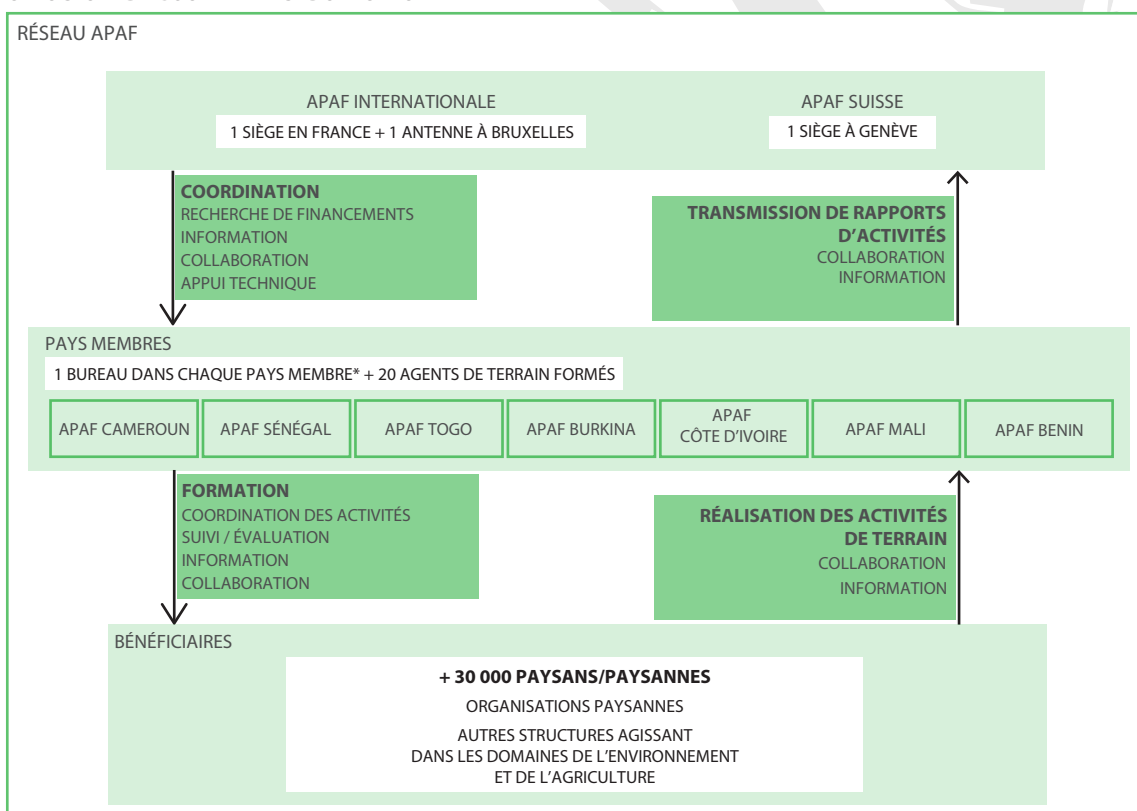 RÉSEAU APAF
APAF INTERNATIONALE
1 SIÈGE EN FRANCE + 1 ANTENNE À BRUXELLES
APAF SUISSE
1 SIÈGE À GENÈVE
COORDINATION
RECHERCHE DE FINANCEMENTS
INFORMATION
COLLABORATION
APPUI TECHNIQUE
TRANSMISSION DE RAPPORTS
D’ACTIVITÉS
COLLABORATION
INFORMATION
PAYS MEMBRES
1 BUREAU DANS CHAQUE PAYS MEMBRE* + 20 AGENTS DE TERRAIN FORMÉS
APAF CAMEROUN
APAF SÉNÉGAL
APAF TOGO
APAF BURKINA
APAF
CÔTE D’IVOIRE
APAF MALI
APAF BENIN
FORMATION
COORDINATION DES ACTIVITÉS
SUIVI / ÉVALUATION
INFORMATION
COLLABORATION
RÉALISATION DES ACTIVITÉS
DE TERRAIN
COLLABORATION
INFORMATION
BÉNÉFICIAIRES
+ 30 000 PAYSANS/PAYSANNES
ORGANISATIONS PAYSANNES
AUTRES STRUCTURES AGISSANT
DANS LES DOMAINES DE L’ENVIRONNEMENT
ET DE L’AGRICULTURE